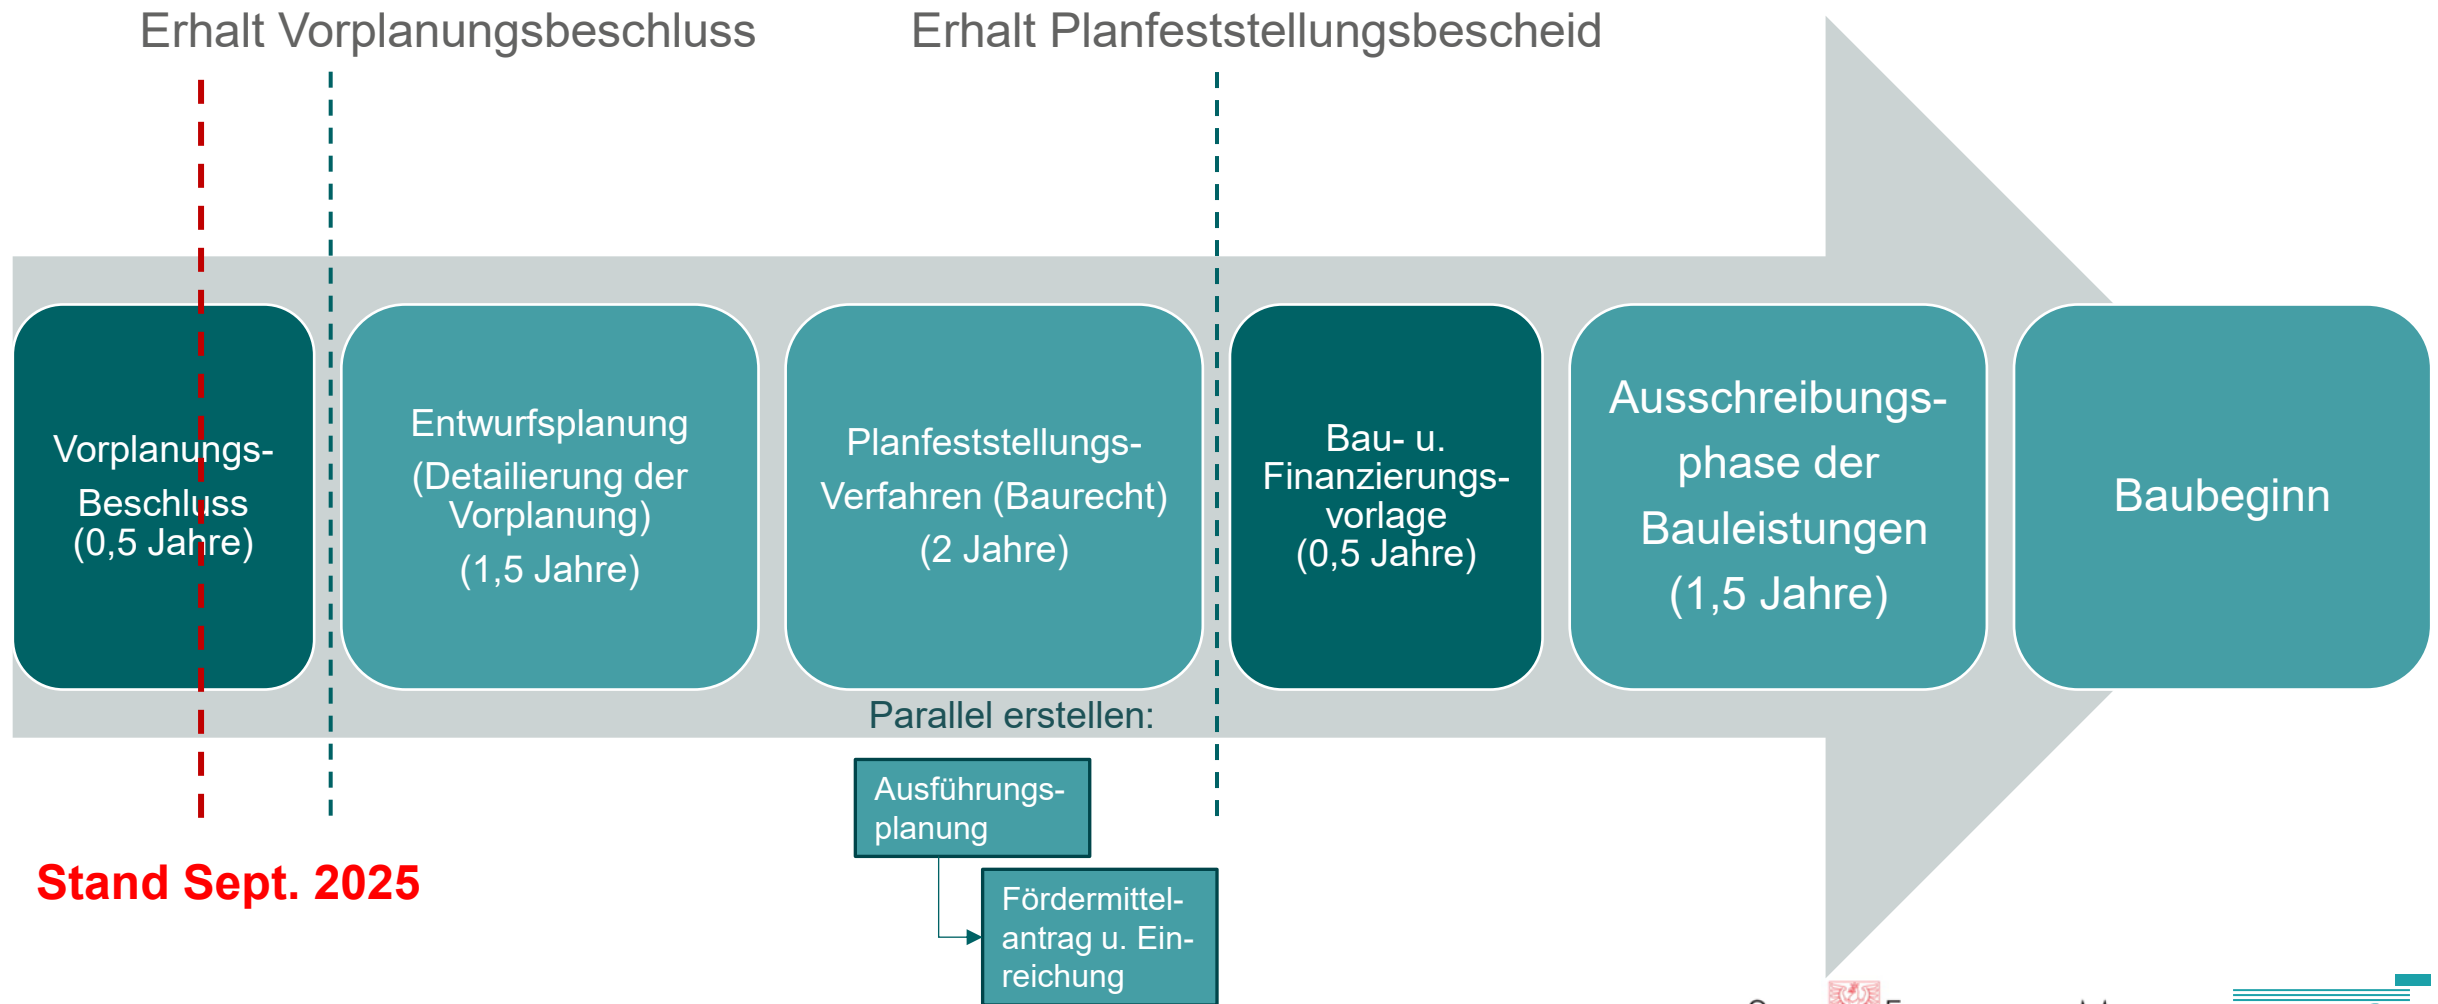 Erhalt Vorplanungsbeschluss
Erhalt Planfeststellungsbescheid
Vorplanungs-
Beschluss
(0,5 Jahre)
Entwurfsplanung
(Detailierung der
Vorplanung)
(1,5 Jahre)
Planfeststellungs-
Verfahren (Baurecht)
(2 Jahre)
Bau- u.
Finanzierungs-
vorlage
(0,5 Jahre)
Ausschreibungs-
phase der
Bauleistungen
(1,5 Jahre)
Baubeginn
Parallel erstellen:
Ausführungs-
planung
Fördermittel-
antrag u. Ein-
reichung
Stand Sept. 2025